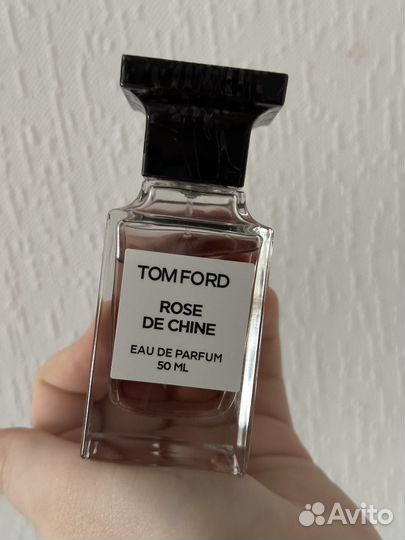 TOM FORD
ROSE
DE CHINE
EAU DE PARFUM
50 ML
Avito